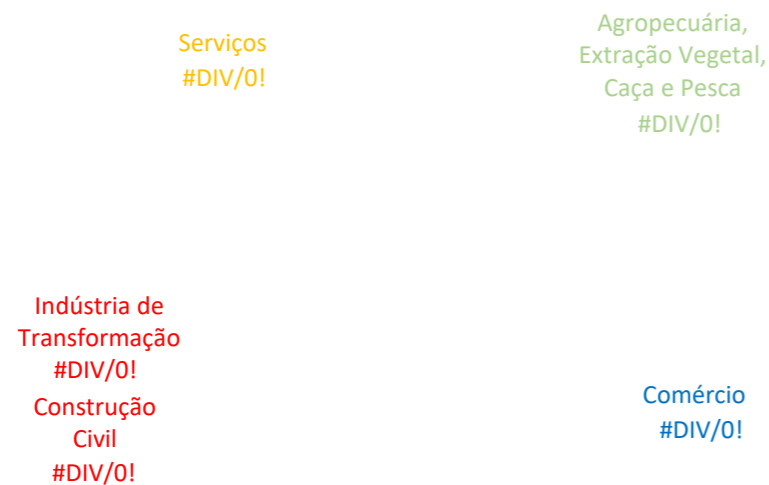 Serviços
#DIV/0!
Agropecuária,
Extração Vegetal,
Caça e Pesca
#DIV/0!
Indústria de
Transformação
#DIV/0!
Construção
Civil
#DIV/0!
Comércio
#DIV/0!